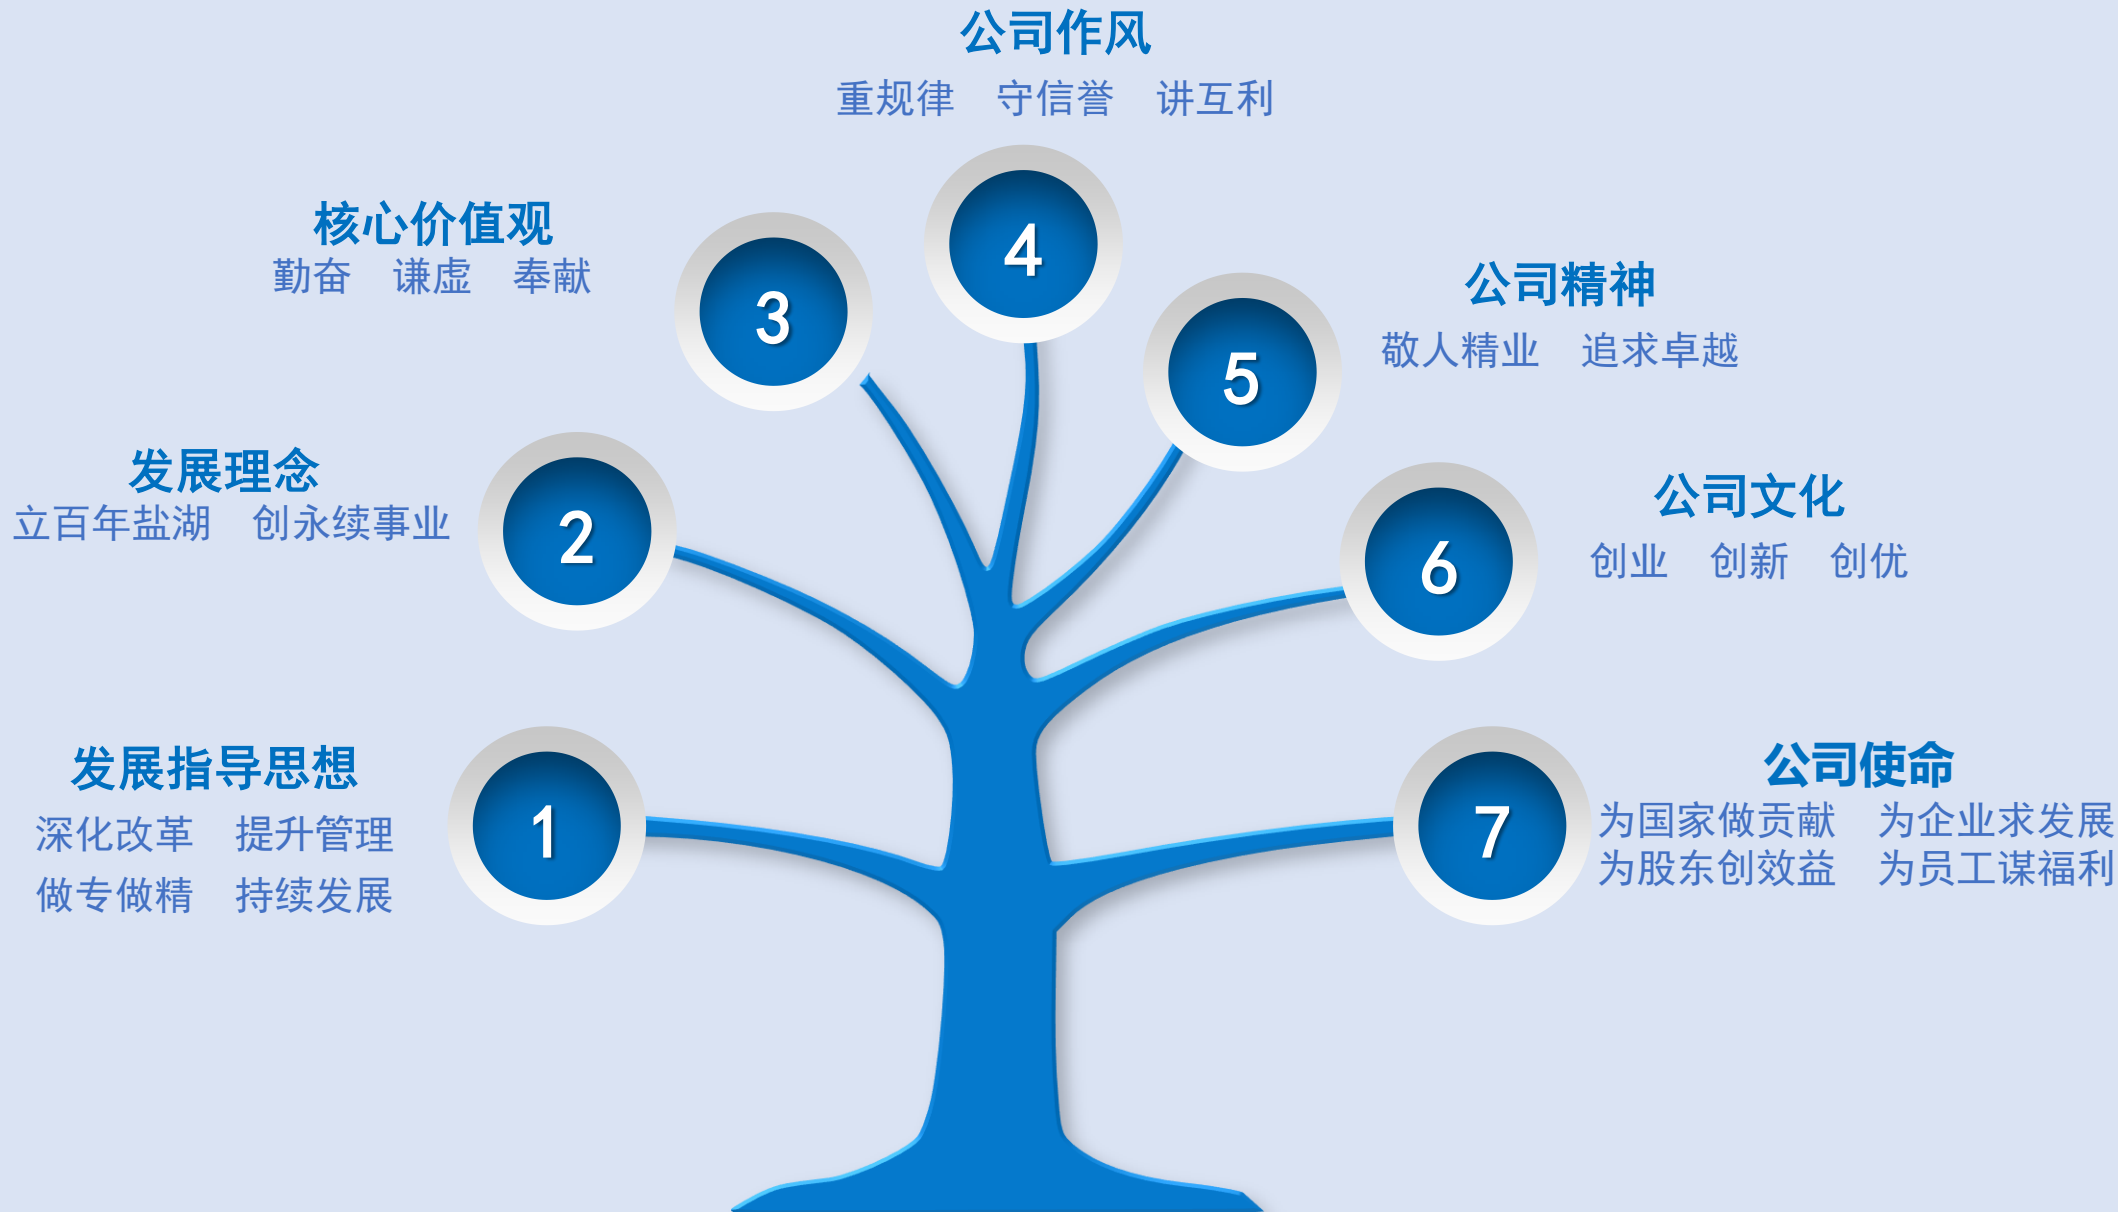 公司作风
重规律 守信誉 讲互利
4
核心价值观
勤奋 谦虚 奉献
3
公司精神
敬人精业 追求卓越
5
发展理念
立百年盐湖 创永续事业
2
公司文化
创业 创新 创优
6
发展指导思想
深化改革 提升管理
做专做精 持续发展
1
公司使命
为国家做贡献 为企业求发展
为股东创效益 为员工谋福利
7